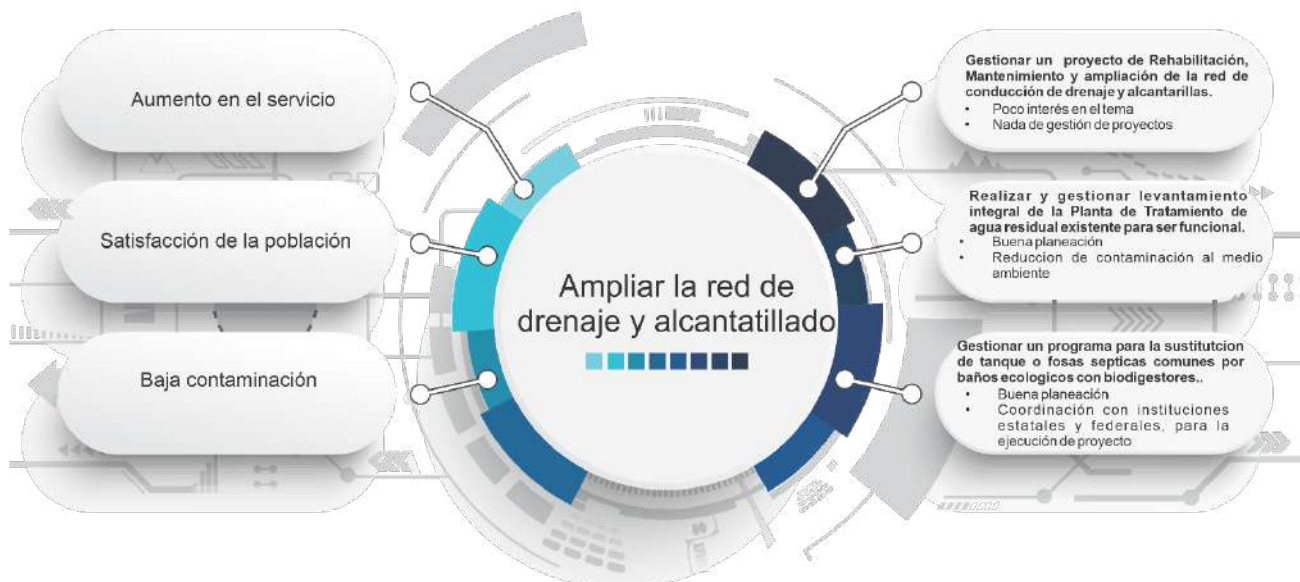 Aumento en el servicio
Satisfacción de la población
Baja contaminación
Ampliar la red de
drenaje y alcantatillado
Gestionar un proyecto de Rehabilitación,
Mantenimiento y ampliación de la red de
conducción de drenaje y alcantarillas.
• Poco interés en el tema
• Nada de gestión de proyectos
Realizar y gestionar levantamiento
integral de la Planta de Tratamiento de
agua residual existente para ser funcional.
• Buena planeación
• Reduccion de contaminación al medio
ambiente
Gestionar un programa para la sustitutcion
de tanque o fosas septicas comunes por
baños ecologicos con biodigestores..
• Buena planeación
• Coordinación con instituciones
estatales y federales, para la
ejecución de proyecto